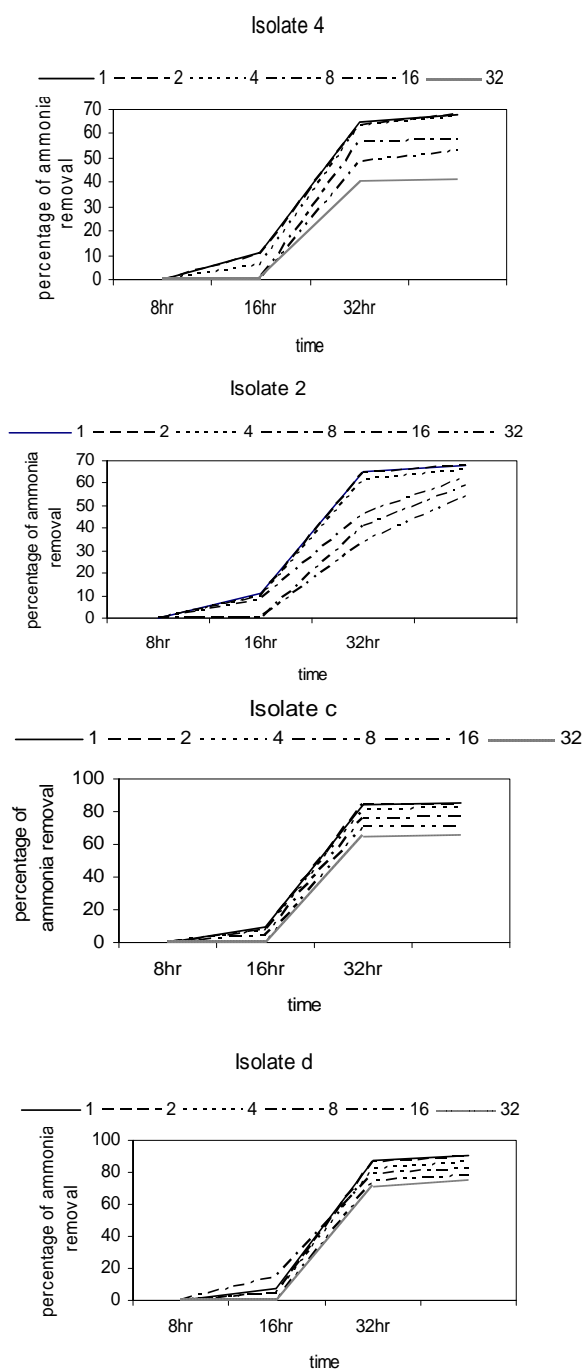 Isolate 4
1 2 4 8 16 32
percentage of ammonia
removal
70
60
50
40
30
20
10
0
8hr 16hr 32hr
time
Isolate 2
1 2 4 8 16 32
percentage of ammonia
removal
70
60
50
40
30
20
10
0
8hr 16hr 32hr
time
Isolate c
1 2 4 8 16 32
percentage of
ammonia removal
100
80
60
40
20
0
8hr 16hr 32hr
time
Isolate d
1 2 4 8 16 32
percentage of ammonia
removal
100
80
60
40
20
0
8hr 16hr 32hr
time